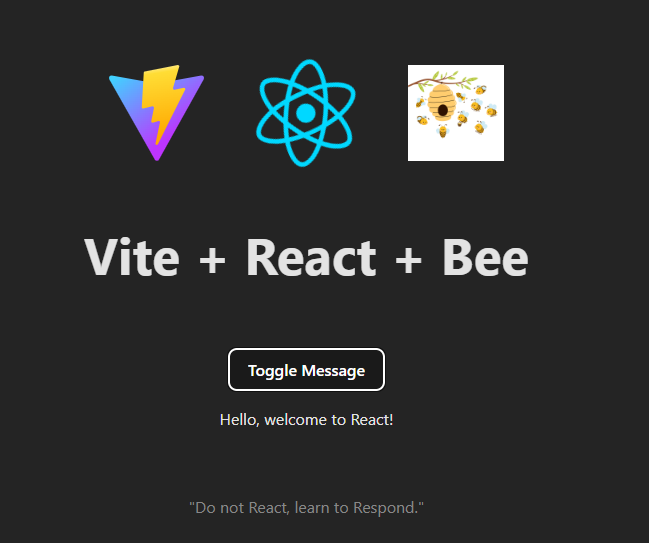 Vite + React + Bee
Toggle Message
Hello, welcome to React!
"Do not React, learn to Respond."